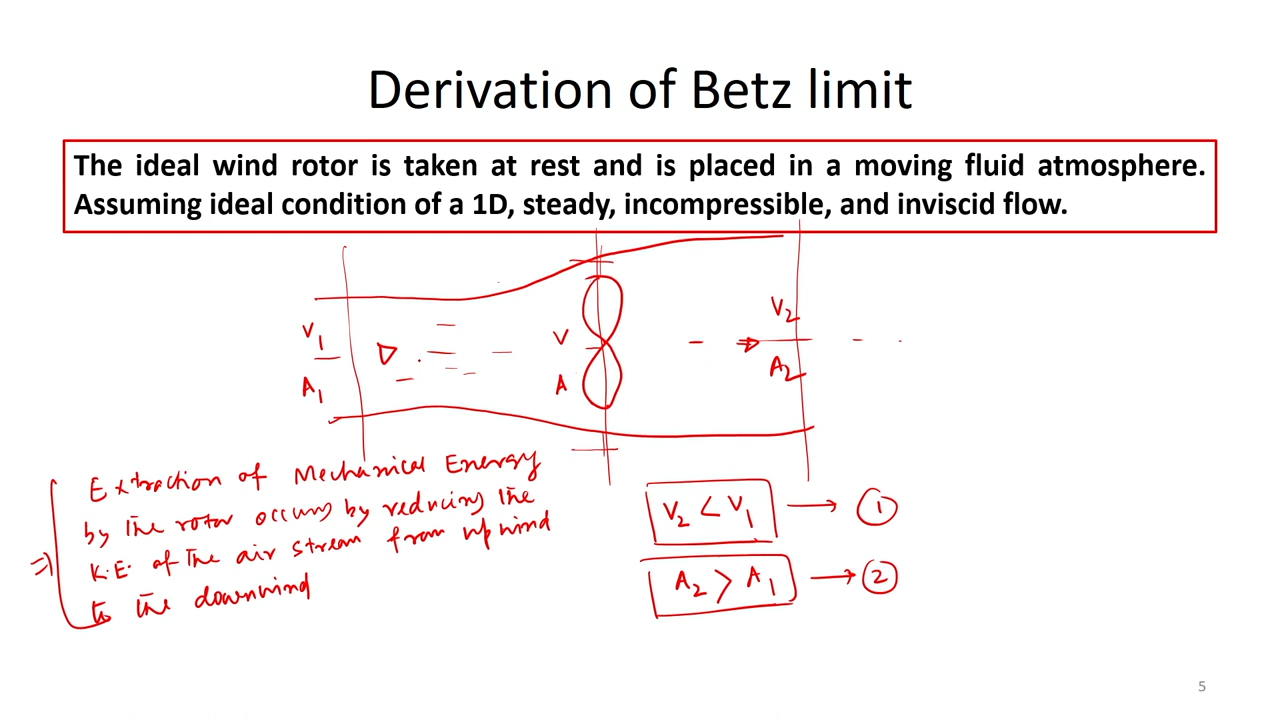 Derivation of Betz limit
The ideal wind rotor is taken at rest and is placed in a moving fluid atmosphere.
Assuming ideal condition of a 1D, steady, incompressible, and inviscid flow.
V₁
A₁
V
A
V₂
A₂
⇒ Extraction of Mechanical Energy
by the rotor occurs by reducing the
K.E. of the air stream from upwind
to the downwind
V₂ < V₁ → ①
A₂ > A₁ → ②
5